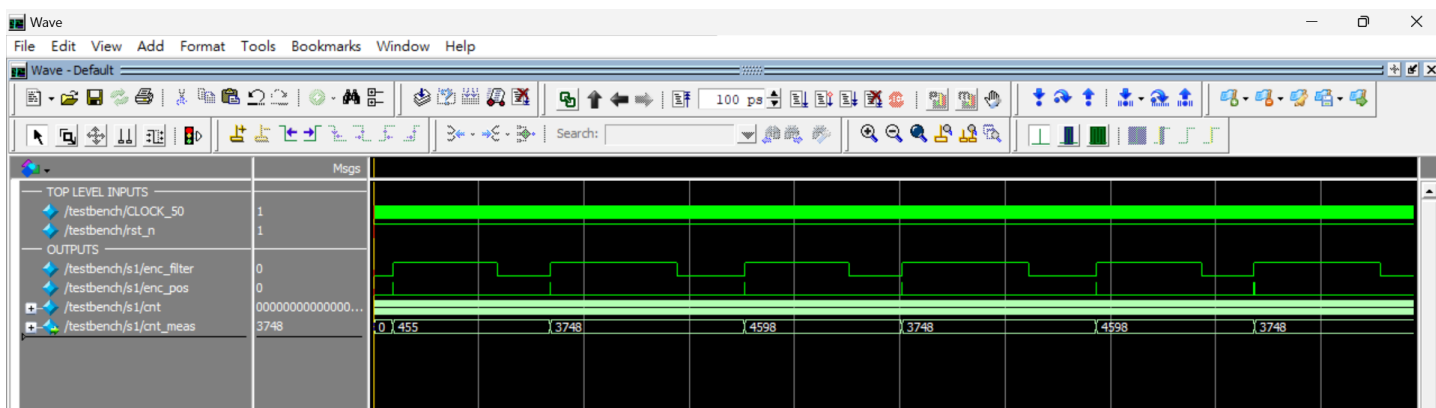 Wave
File Edit View Add Format Tools Bookmarks Window Help
Wave - Default
100 ps
Search:
Msgs
TOP LEVEL INPUTS
/testbench/CLOCK_50 1
/testbench/rst_n 1
OUTPUTS
/testbench/s1/enc_filter 0
/testbench/s1/enc_pos 0
/testbench/s1/cnt 00000000000000...
/testbench/s1/cnt_meas 3748 0 455 3748 4598 3748 4598 3748